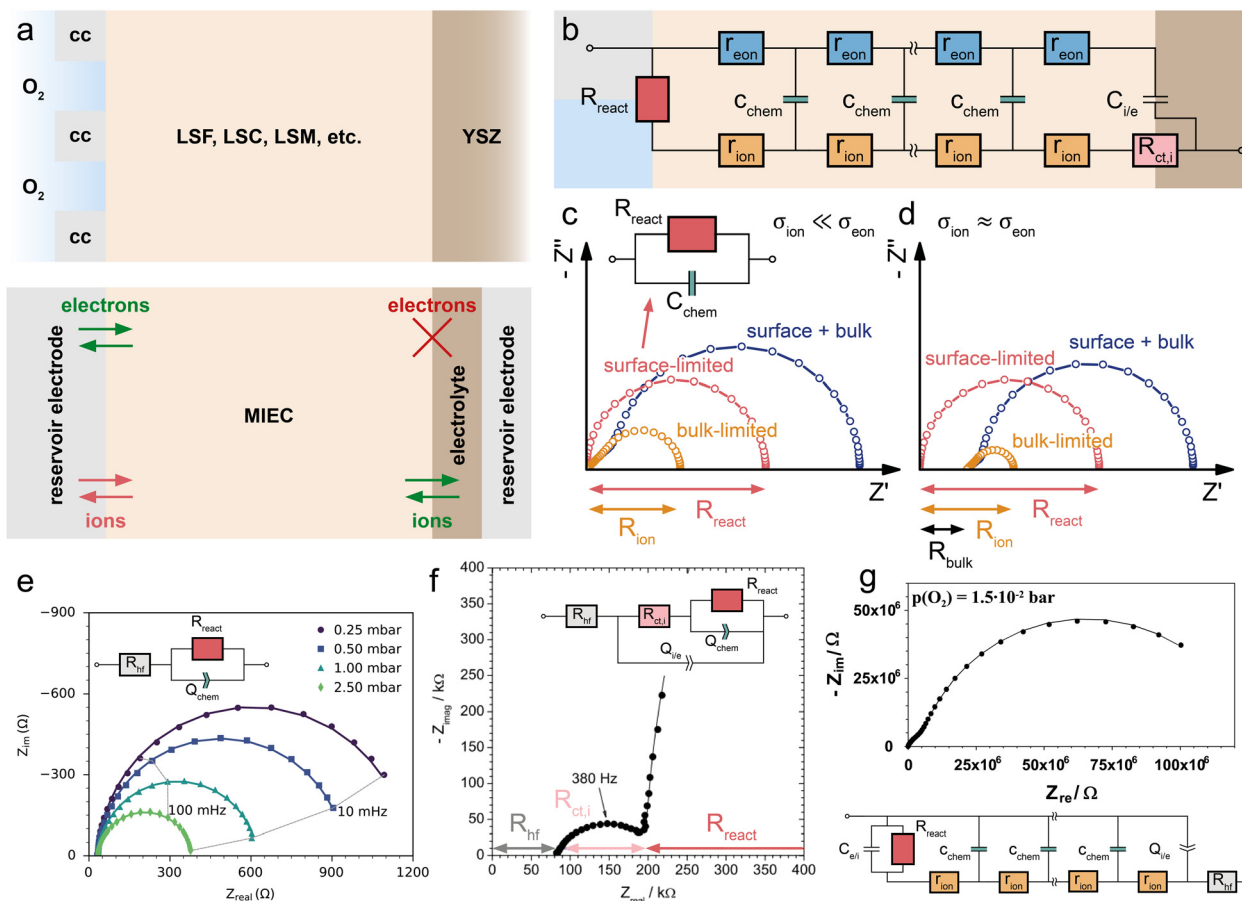 a
cc
O2
cc
O2
cc
LSF, LSC, LSM, etc.
YSZ
reservoir electrode
electrons
ions
MIEC
electrons
ions
electrolyte
reservoir electrode
b
Rreact
reon
reon
reon
reon
cchem
cchem
cchem
Ci/e
rion
rion
rion
rion
Rct,i
c
Rreact
Cchem
σion ≪ σeon
- Z''
surface + bulk
surface-limited
bulk-limited
Z'
Rreact
Rion
d
σion ≈ σeon
- Z''
surface + bulk
surface-limited
bulk-limited
Z'
Rreact
Rion
Rbulk
e
Rreact
Rhf
Qchem
0.25 mbar
0.50 mbar
1.00 mbar
2.50 mbar
−900
−600
−300
0
Zim (Ω)
100 mHz
10 mHz
0 300 600 900 1200
Zreal (Ω)
f
400
350
300
250
200
150
100
50
0
- Zimag / kΩ
Rhf
Rct,i
Rreact
Qchem
Qi/e
380 Hz
Rhf
Rct,i
Rreact
0 50 100 150 200 250 300 350 400
Zreal / kΩ
g
p(O2) = 1.5·10-2 bar
50x10⁶
25x10⁶
0
- Zim/ Ω
0 25x10⁶ 50x10⁶ 75x10⁶ 100x10⁶
Zre/ Ω
Rreact
Ce/i
cchem
cchem
cchem
Qi/e
rion
rion
rion
rion
Rhf